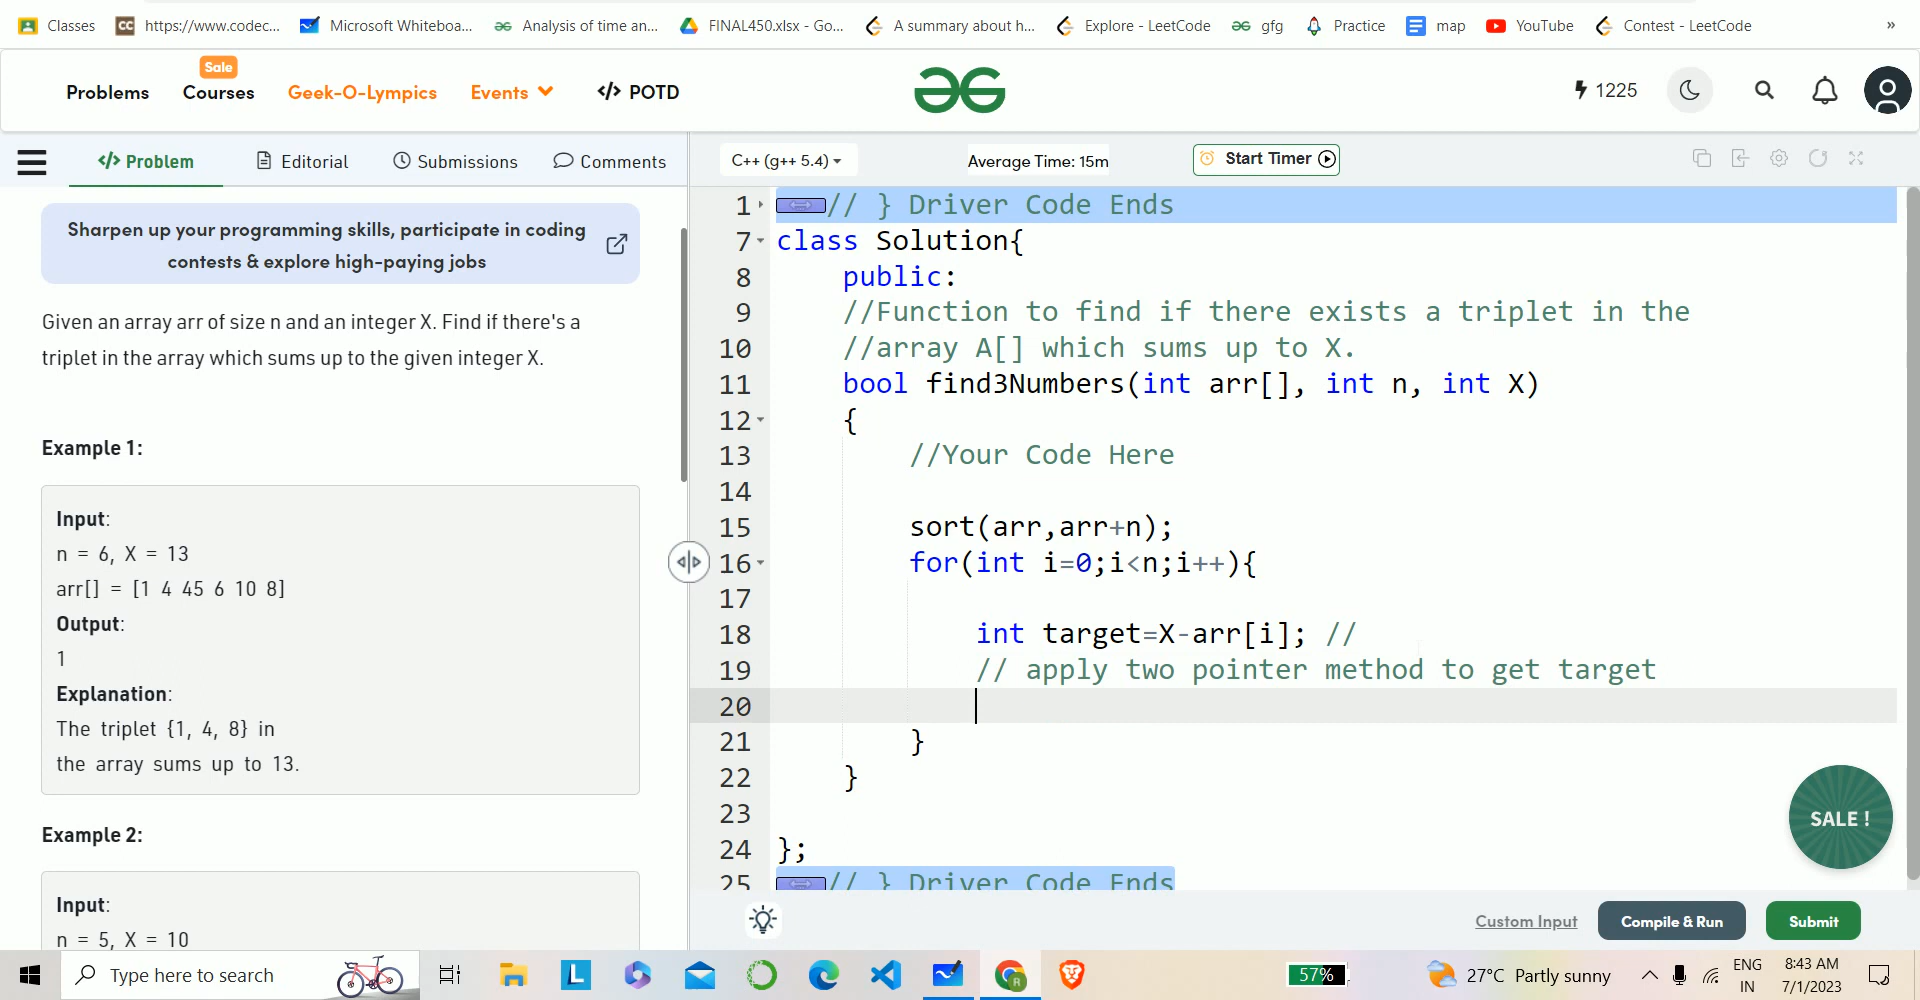 Classes https://www.codec... Microsoft Whiteboa... Analysis of time an... FINAL450.xlsx - Go... A summary about h... Explore - LeetCode gfg Practice map YouTube Contest - LeetCode »
Sale
Problems Courses Geek-O-Lympics Events </> POTD 1225
</> Problem Editorial Submissions Comments
C++ (g++ 5.4) Average Time: 15m Start Timer
Sharpen up your programming skills, participate in coding
contests & explore high-paying jobs
Given an array arr of size n and an integer X. Find if there's a
triplet in the array which sums up to the given integer X.
Example 1:
Input:
n = 6, X = 13
arr[] = [1 4 45 6 10 8]
Output:
1
Explanation:
The triplet {1, 4, 8} in
the array sums up to 13.
Example 2:
Input:
n = 5, X = 10
1 // } Driver Code Ends
7 class Solution{
8 public:
9 //Function to find if there exists a triplet in the
10 //array A[] which sums up to X.
11 bool find3Numbers(int arr[], int n, int X)
12 {
13 //Your Code Here
14
15 sort(arr,arr+n);
16 for(int i=0;i<n;i++){
17
18 int target=X-arr[i]; //
19 // apply two pointer method to get target
20
21 }
22 }
23
24 };
25 // } Driver Code Ends
SALE !
Custom Input Compile & Run Submit
Type here to search
57%
27°C Partly sunny
ENG
IN
8:43 AM
7/1/2023